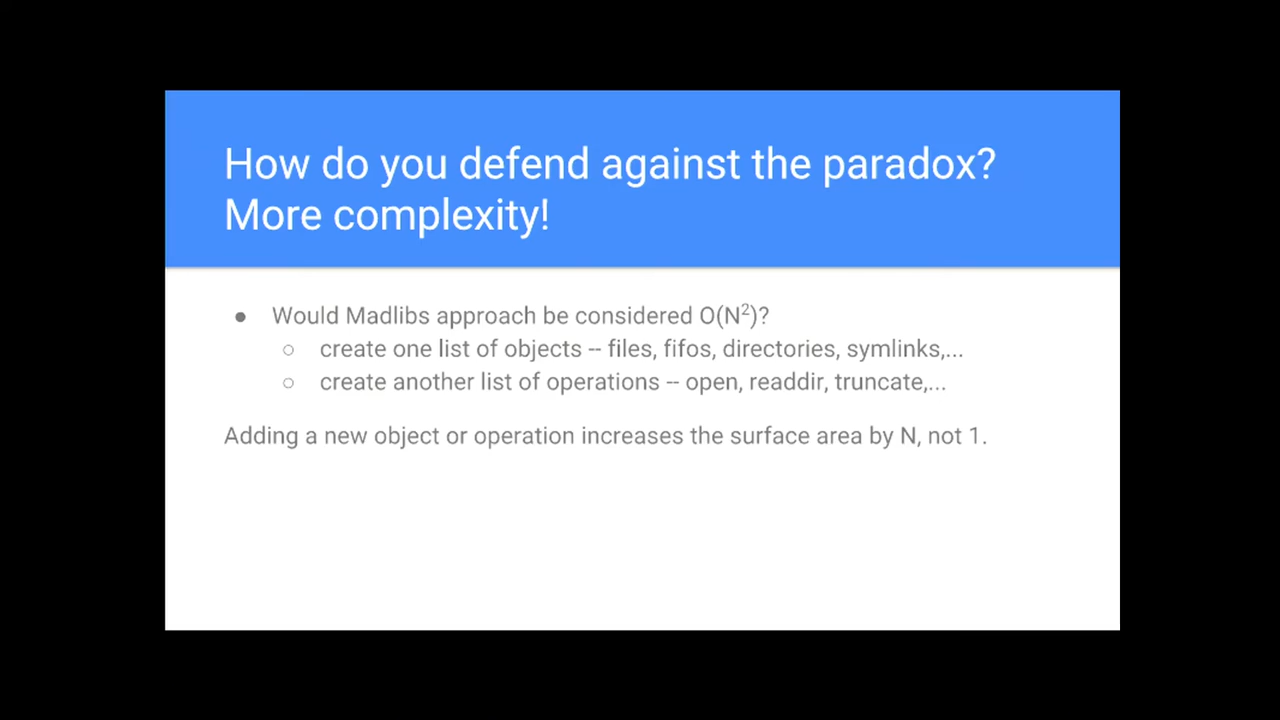 How do you defend against the paradox?
More complexity!
● Would Madlibs approach be considered O(N²)?
○ create one list of objects -- files, fifos, directories, symlinks,...
○ create another list of operations -- open, readdir, truncate,...
Adding a new object or operation increases the surface area by N, not 1.